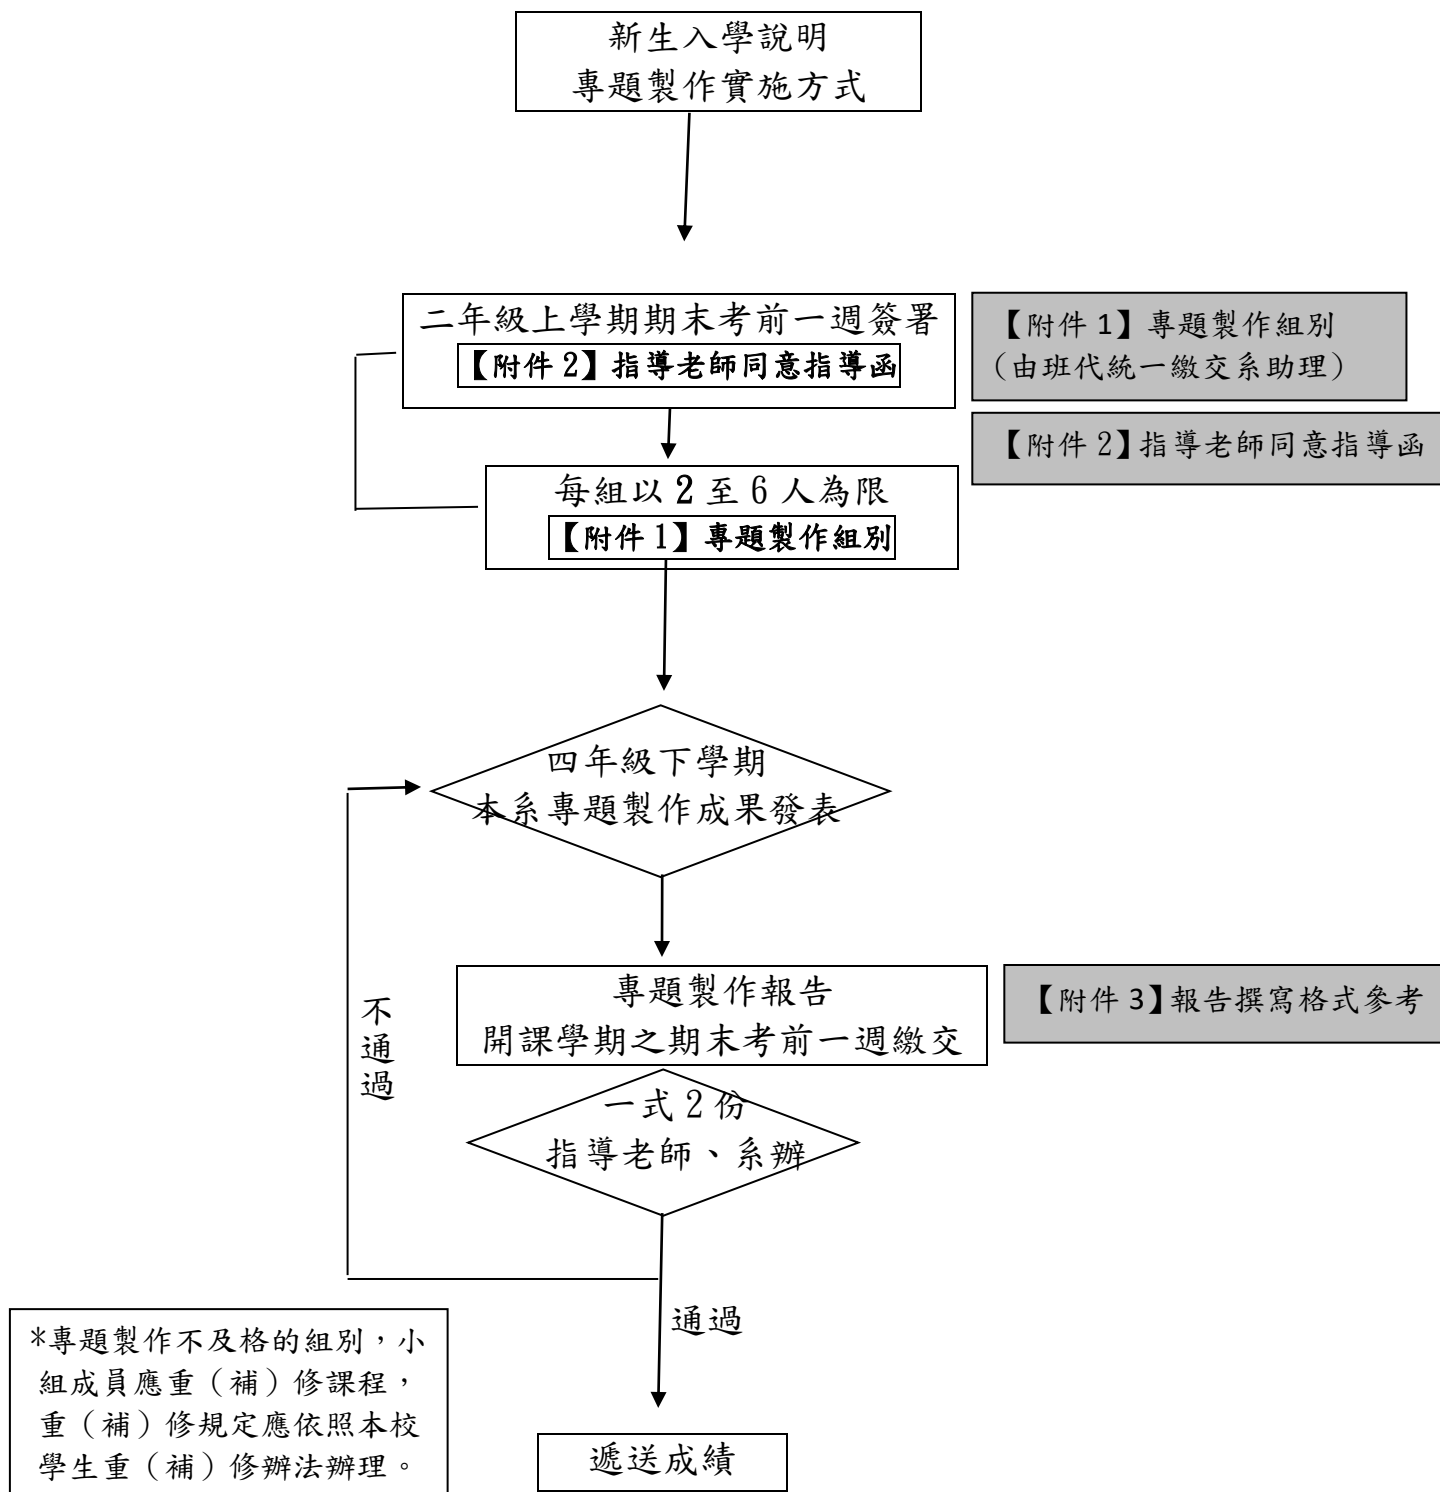 新生入學說明
專題製作實施方式
二年級上學期期末考前一週簽署
【附件 2】指導老師同意指導函
【附件 1】專題製作組別
(由班代統一繳交系助理)
【附件 2】指導老師同意指導函
每組以 2 至 6 人為限
【附件 1】專題製作組別
四年級下學期
本系專題製作成果發表
專題製作報告
開課學期之期末考前一週繳交
【附件 3】報告撰寫格式參考
不通過
一式 2 份
指導老師、系辦
通過
*專題製作不及格的組別，小
組成員應重（補）修課程，
重（補）修規定應依照本校
學生重（補）修辦法辦理。
遞送成績